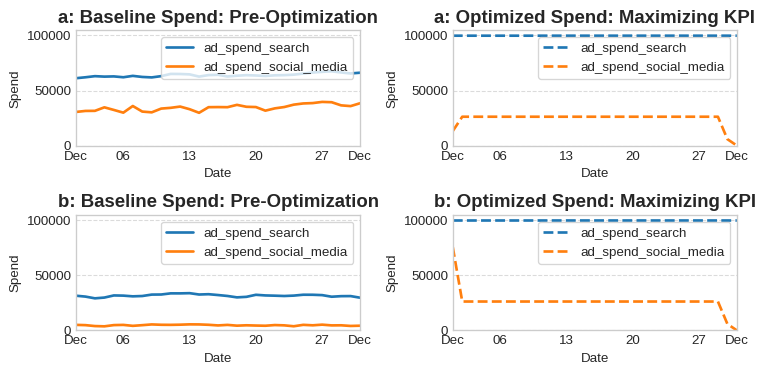 a: Baseline Spend: Pre-Optimization
a: Optimized Spend: Maximizing KPI
100000
50000
0
Spend
ad_spend_search
ad_spend_social_media
Dec
06
13
20
27
Dec
Date
100000
50000
0
Spend
ad_spend_search
ad_spend_social_media
Dec
06
13
20
27
Dec
Date
b: Baseline Spend: Pre-Optimization
b: Optimized Spend: Maximizing KPI
100000
50000
0
Spend
ad_spend_search
ad_spend_social_media
Dec
06
13
20
27
Dec
Date
100000
50000
0
Spend
ad_spend_search
ad_spend_social_media
Dec
06
13
20
27
Dec
Date